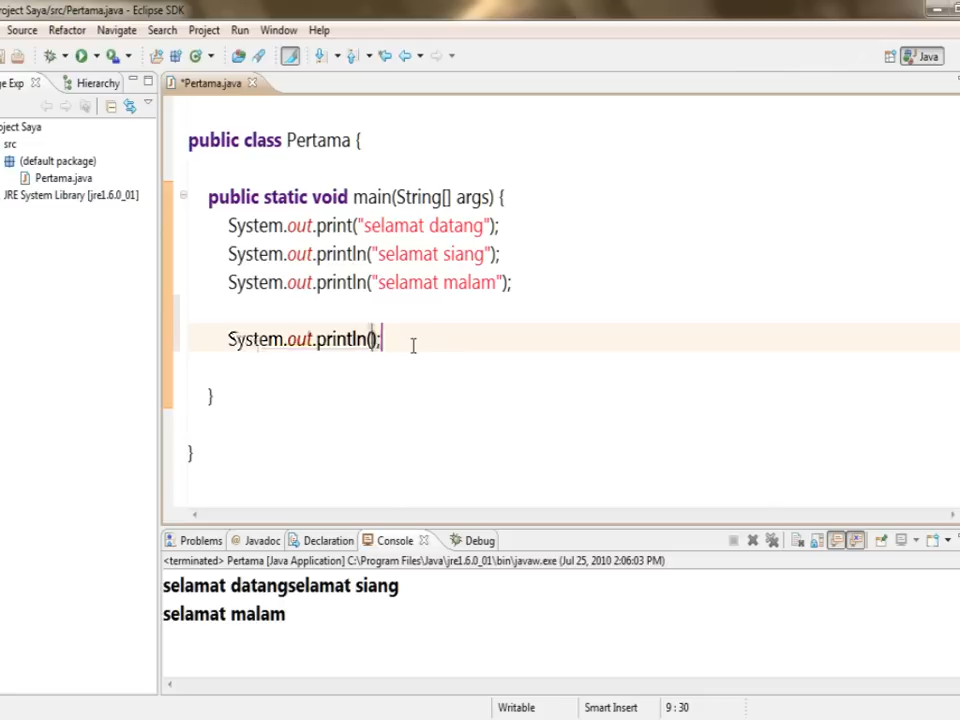 roject Saya/src/Pertama.java - Eclipse SDK
Source Refactor Navigate Search Project Run Window Help
Java
ge Exp Hierarchy *Pertama.java
oject Saya
src
(default package)
Pertama.java
JRE System Library [jre1.6.0_01]
public class Pertama {
public static void main(String[] args) {
System.out.print("selamat datang");
System.out.println("selamat siang");
System.out.println("selamat malam");
System.out.println();
}
}
Problems @ Javadoc Declaration Console Debug
<terminated> Pertama [Java Application] C:\Program Files\Java\jre1.6.0_01\bin\javaw.exe (Jul 25, 2010 2:06:03 PM)
selamat datangselamat siang
selamat malam
Writable Smart Insert 9 : 30